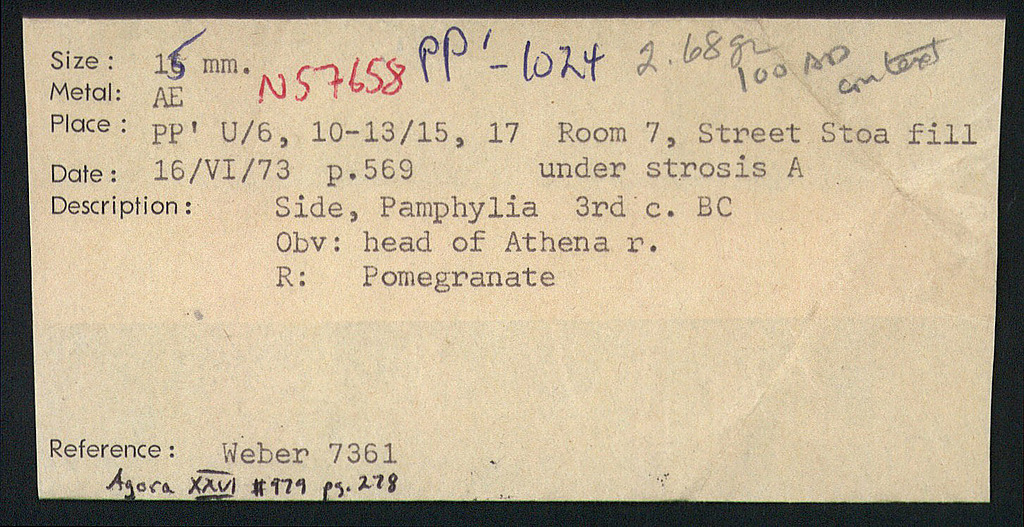 Size: 15 mm. N57658 PP' - 1024 2.68gr
100 AD context
Metal: AE
Place: PP' U/6, 10-13/15, 17 Room 7, Street Stoa fill
Date: 16/VI/73 p.569 under strosis A
Description: Side, Pamphylia 3rd c. BC
Obv: head of Athena r.
R: Pomegranate
Reference: Weber 7361
Agora XXVI #979 pg. 278